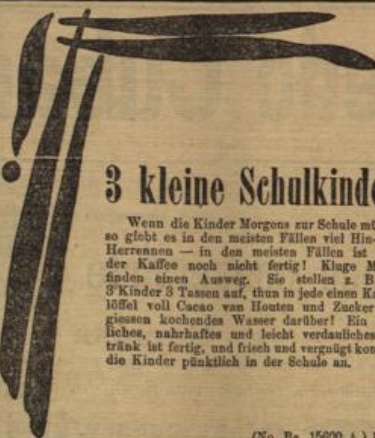 3 kleine Schulkinde
Wenn die Kinder Morgens zur Schule mü
so giebt es in den meisten Fällen viel Hin-
Herrennen — in den meisten Fällen ist
der Kaffee noch nicht fertig! Kluge M
finden einen Ausweg. Sie stellen z. B
3 Kinder 3 Tassen auf, thun in jede einen Ka
löffel voll Cacao van Houten und Zucker
giessen kochendes Wasser darüber! Ein
liches, nahrhaftes und leicht verdauliches
tränk ist fertig, und frisch und vergnügt kom
die Kinder pünktlich in der Schule an.